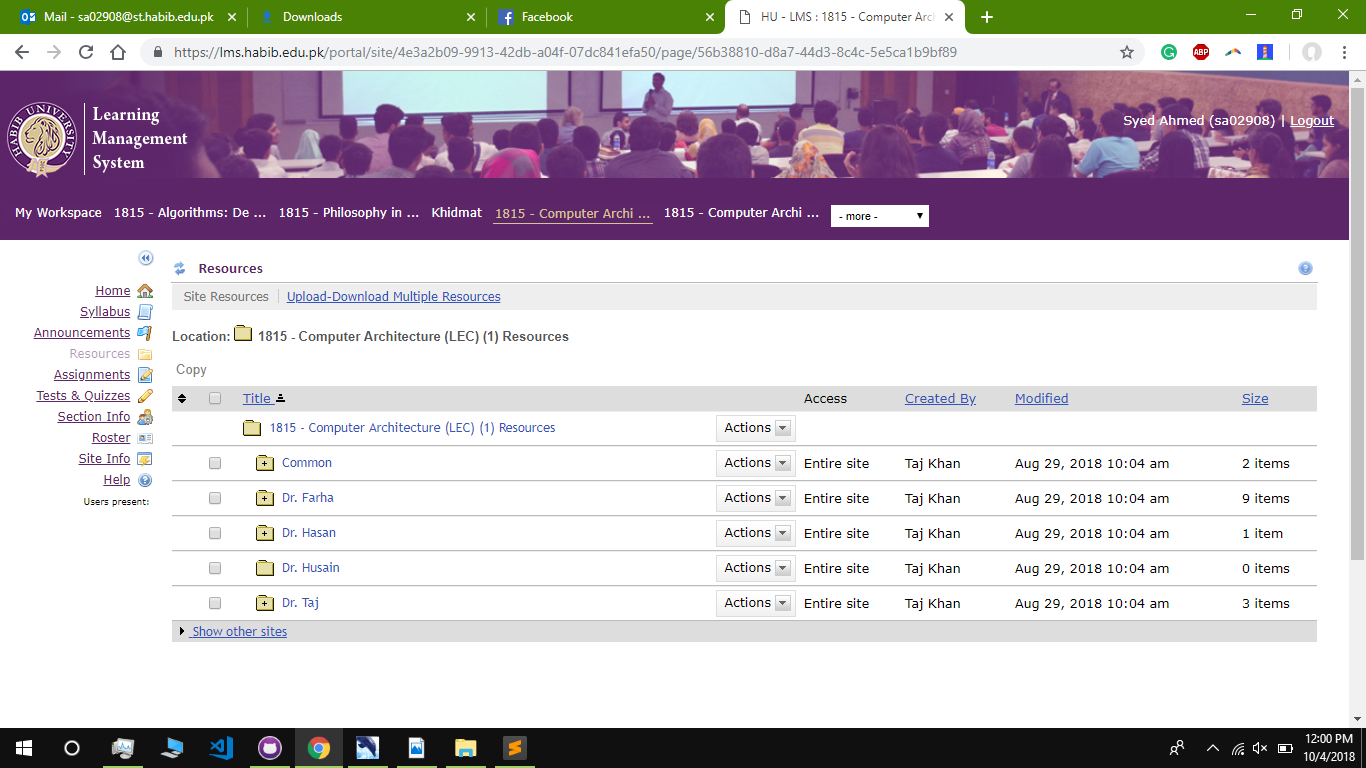 Mail - sa02908@st.habib.edu.pk
Downloads
Facebook
HU - LMS : 1815 - Computer Arc
https://lms.habib.edu.pk/portal/site/4e3a2b09-9913-42db-a04f-07dc841efa50/page/56b38810-d8a7-44d3-8c4c-5e5ca1b9bf89
ABP
HABIB UNIVERSITY
Learning
Management
System
Syed Ahmed (sa02908) | Logout
My Workspace 1815 - Algorithms: De ... 1815 - Philosophy in ... Khidmat 1815 - Computer Archi ... 1815 - Computer Archi ... - more -
Home
Syllabus
Announcements
Resources
Assignments
Tests & Quizzes
Section Info
Roster
Site Info
Help
Users present:
Resources
Site Resources Upload-Download Multiple Resources
Location: 1815 - Computer Architecture (LEC) (1) Resources
Copy
Title Access Created By Modified Size
1815 - Computer Architecture (LEC) (1) Resources Actions
Common Actions Entire site Taj Khan Aug 29, 2018 10:04 am 2 items
Dr. Farha Actions Entire site Taj Khan Aug 29, 2018 10:04 am 9 items
Dr. Hasan Actions Entire site Taj Khan Aug 29, 2018 10:04 am 1 item
Dr. Husain Actions Entire site Taj Khan Aug 29, 2018 10:04 am 0 items
Dr. Taj Actions Entire site Taj Khan Aug 29, 2018 10:04 am 3 items
Show other sites
12:00 PM
10/4/2018